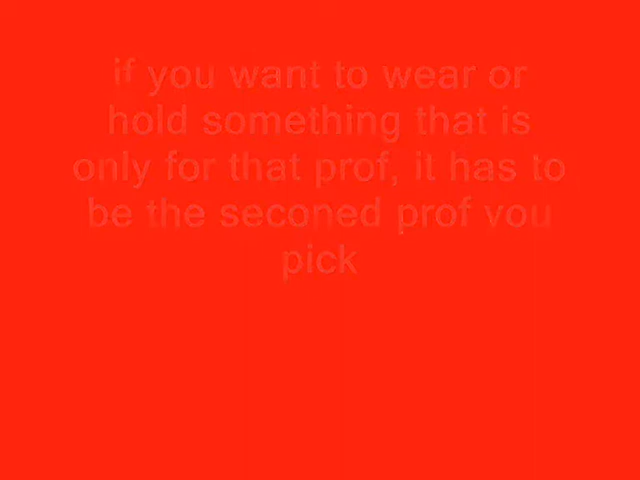 if you want to wear or
hold something that is
only for that prof, it has to
be the seconed prof you
pick